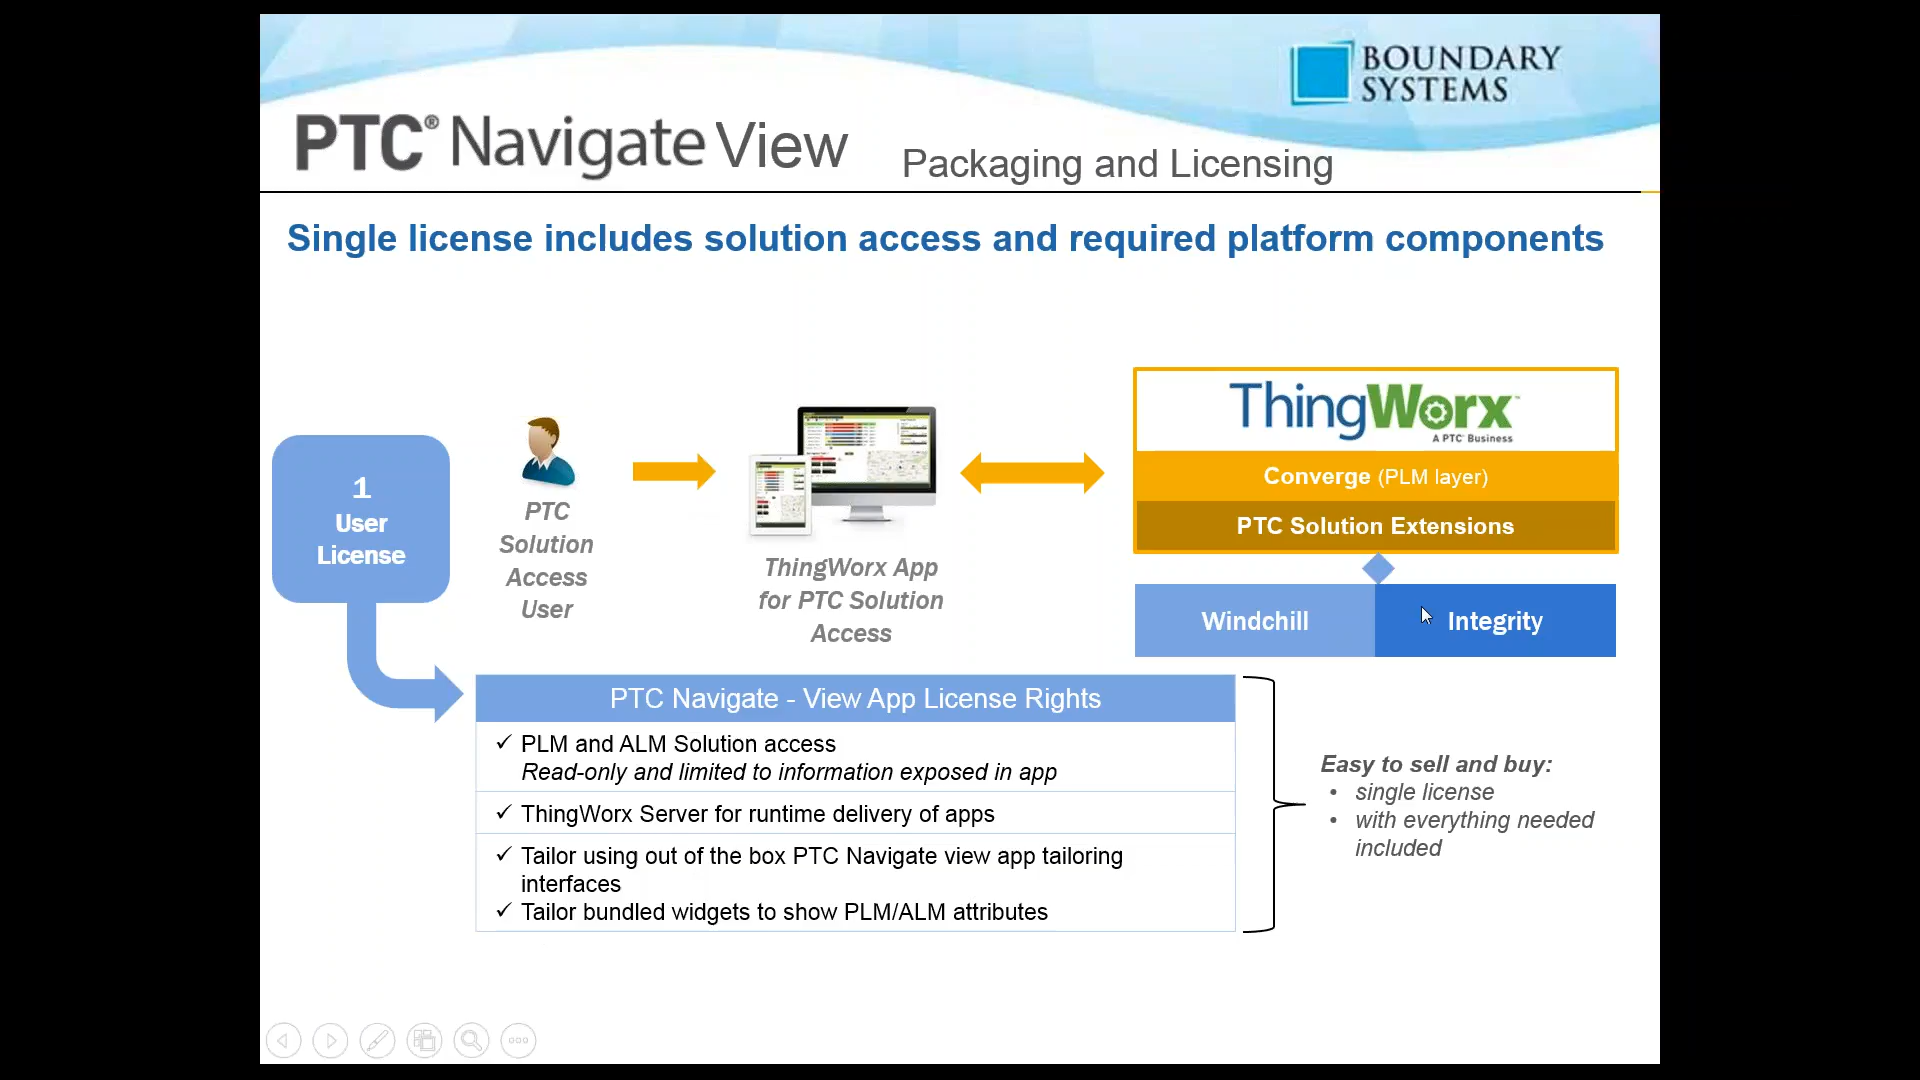 BOUNDARY
SYSTEMS
PTC® Navigate View
Packaging and Licensing
Single license includes solution access and required platform components
1
User
License
PTC
Solution
Access
User
ThingWorx App
for PTC Solution
Access
ThingWorx™
A PTC® Business
Converge (PLM layer)
PTC Solution Extensions
Windchill
Integrity
PTC Navigate - View App License Rights
✓ PLM and ALM Solution access
Read-only and limited to information exposed in app
✓ ThingWorx Server for runtime delivery of apps
✓ Tailor using out of the box PTC Navigate view app tailoring
interfaces
✓ Tailor bundled widgets to show PLM/ALM attributes
Easy to sell and buy:
• single license
• with everything needed
included